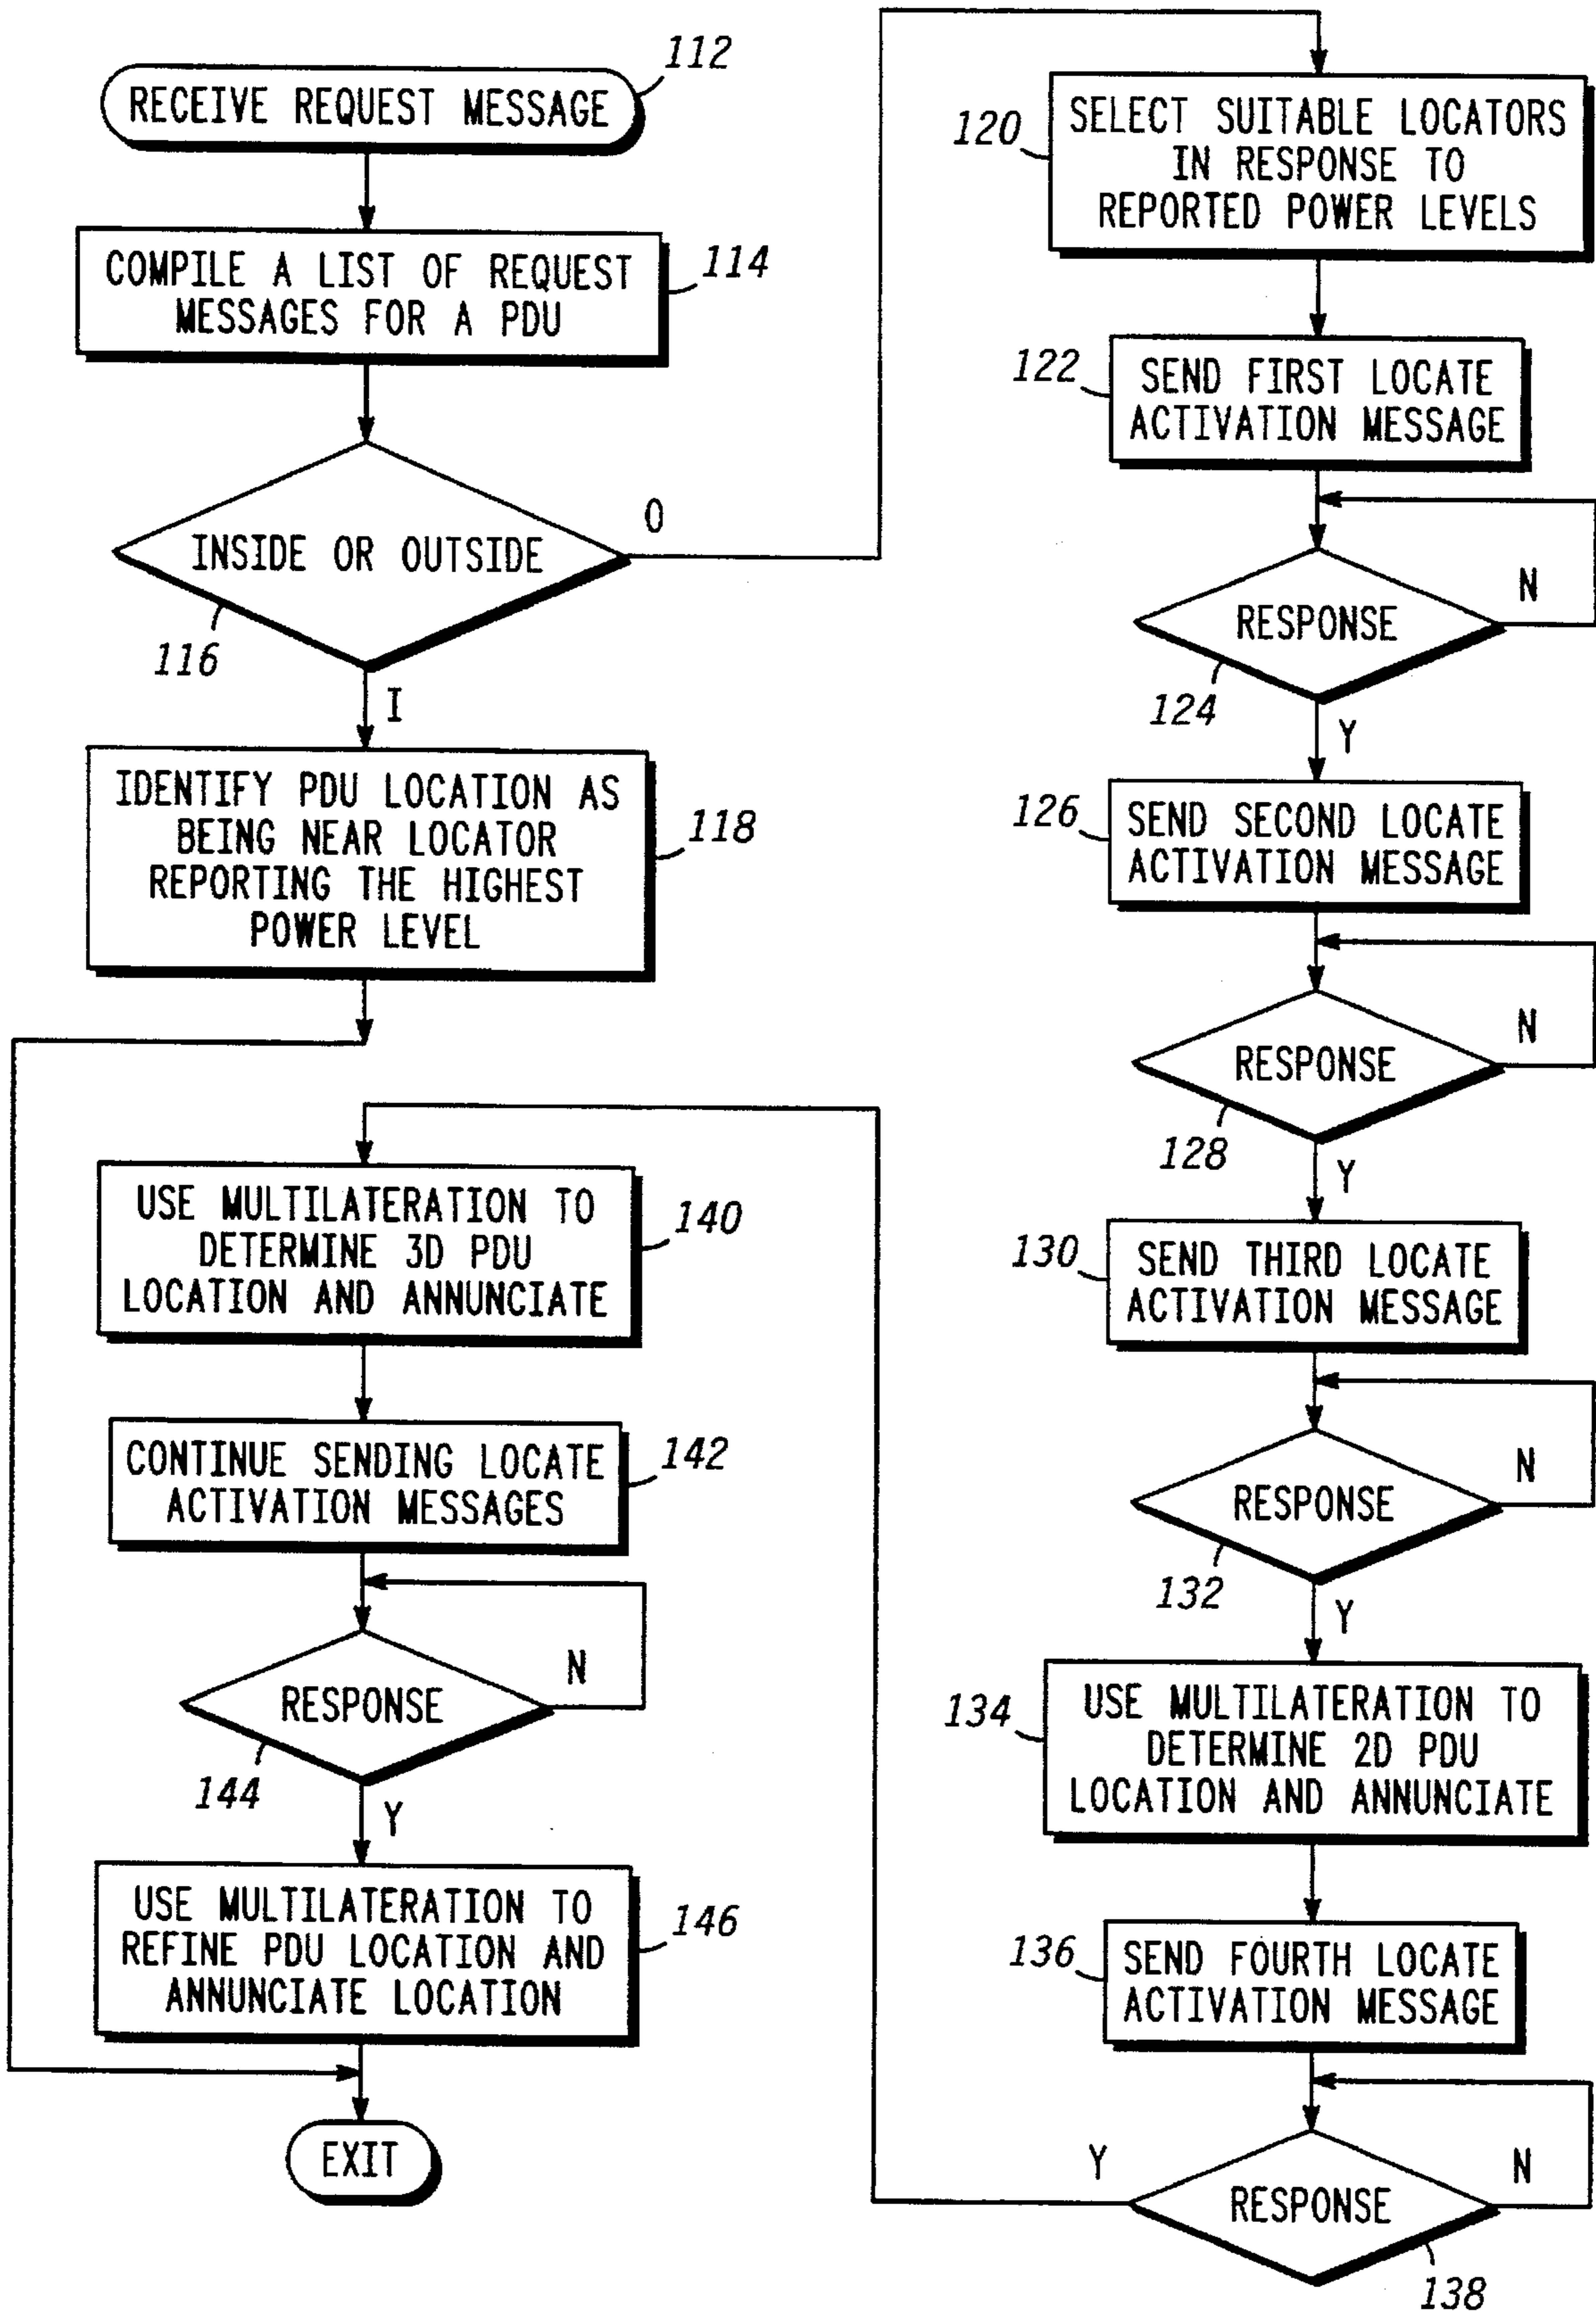 RECEIVE REQUEST MESSAGE
112
COMPILE A LIST OF REQUEST
MESSAGES FOR A PDU
114
INSIDE OR OUTSIDE
O
116
I
IDENTIFY PDU LOCATION AS
BEING NEAR LOCATOR
REPORTING THE HIGHEST
POWER LEVEL
118
SELECT SUITABLE LOCATORS
IN RESPONSE TO
REPORTED POWER LEVELS
120
SEND FIRST LOCATE
ACTIVATION MESSAGE
122
RESPONSE
N
124
Y
SEND SECOND LOCATE
ACTIVATION MESSAGE
126
RESPONSE
N
128
Y
SEND THIRD LOCATE
ACTIVATION MESSAGE
130
RESPONSE
N
132
Y
USE MULTILATERATION TO
DETERMINE 2D PDU
LOCATION AND ANNUNCIATE
134
SEND FOURTH LOCATE
ACTIVATION MESSAGE
136
RESPONSE
N
Y
138
USE MULTILATERATION TO
DETERMINE 3D PDU
LOCATION AND ANNUNCIATE
140
CONTINUE SENDING LOCATE
ACTIVATION MESSAGES
142
RESPONSE
N
144
Y
USE MULTILATERATION TO
REFINE PDU LOCATION AND
ANNUNCIATE LOCATION
146
EXIT